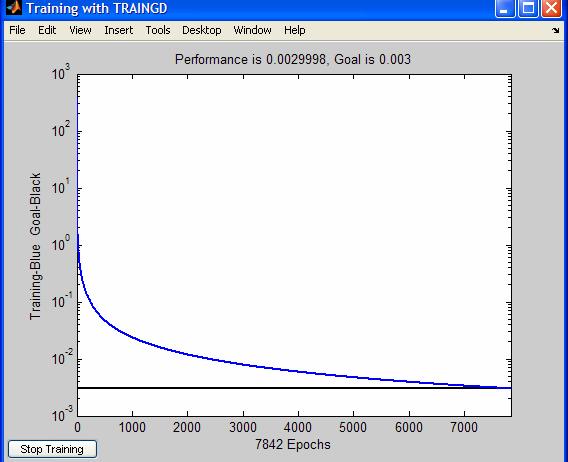 Training with TRAINGD
File Edit View Insert Tools Desktop Window Help
Performance is 0.0029998, Goal is 0.003
Training-Blue Goal-Black
10^3
10^2
10^1
10^0
10^-1
10^-2
10^-3
0 1000 2000 3000 4000 5000 6000 7000
7842 Epochs
Stop Training